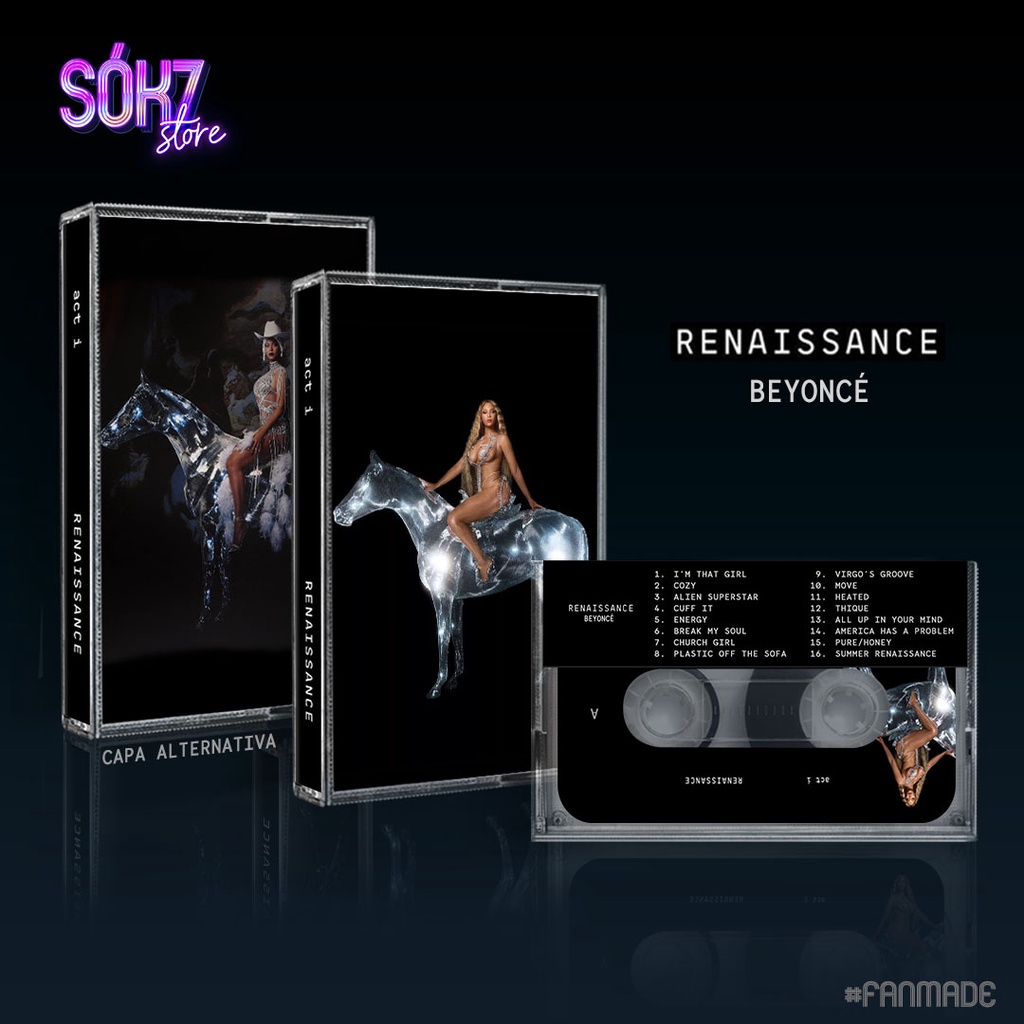 SÓK7
store
act i
RENAISSANCE
CAPA ALTERNATIVA
act i
RENAISSANCE
RENAISSANCE
BEYONCÉ
RENAISSANCE
BEYONCÉ
1. I'M THAT GIRL
2. COZY
3. ALIEN SUPERSTAR
4. CUFF IT
5. ENERGY
6. BREAK MY SOUL
7. CHURCH GIRL
8. PLASTIC OFF THE SOFA
9. VIRGO'S GROOVE
10. MOVE
11. HEATED
12. THIQUE
13. ALL UP IN YOUR MIND
14. AMERICA HAS A PROBLEM
15. PURE/HONEY
16. SUMMER RENAISSANCE
A
act i RENAISSANCE
#FANMADE